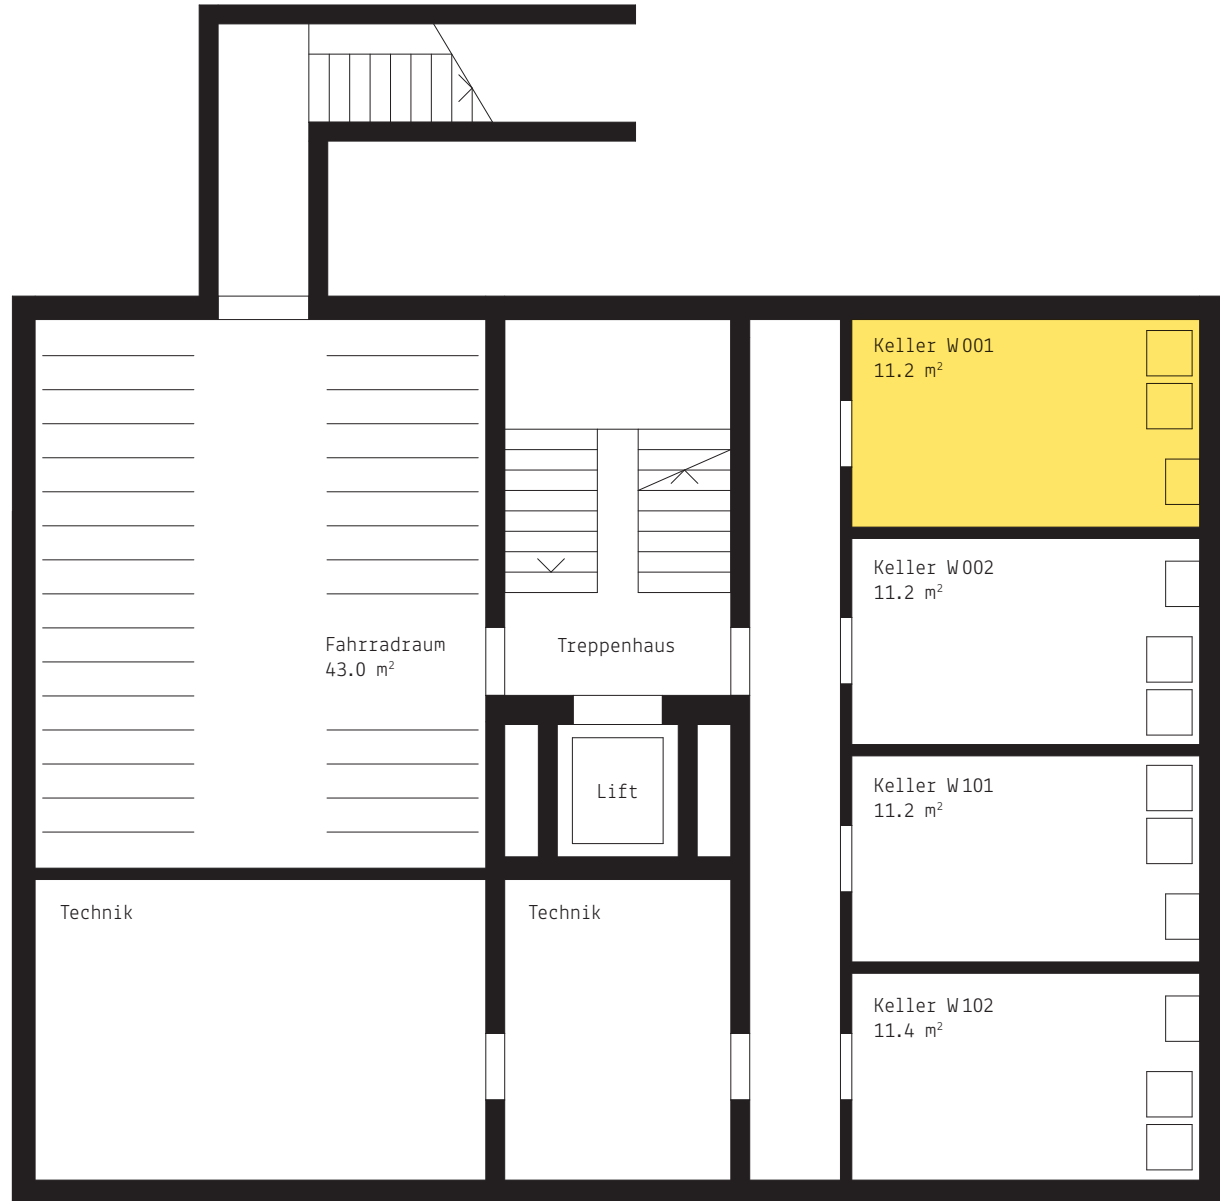 Keller W001
11.2 m²
Keller W002
11.2 m²
Fahrradraum
43.0 m²
Treppenhaus
Lift
Keller W101
11.2 m²
Technik
Technik
Keller W102
11.4 m²